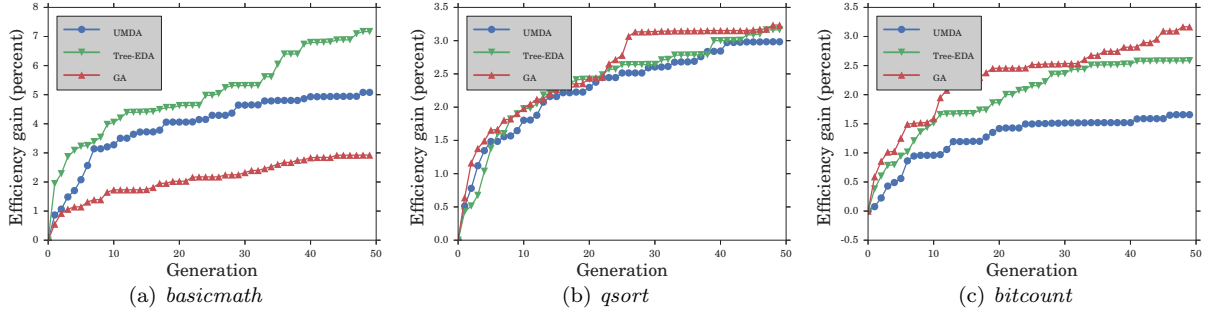 8
7
6
5
4
3
2
1
0
Efficiency gain (percent)
UMDA
Tree-EDA
GA
0 10 20 30 40 50
Generation
(a) basicmath
3.5
3.0
2.5
2.0
1.5
1.0
0.5
0.0
Efficiency gain (percent)
UMDA
Tree-EDA
GA
0 10 20 30 40 50
Generation
(b) qsort
3.5
3.0
2.5
2.0
1.5
1.0
0.5
0.0
−0.5
Efficiency gain (percent)
UMDA
Tree-EDA
GA
0 10 20 30 40 50
Generation
(c) bitcount